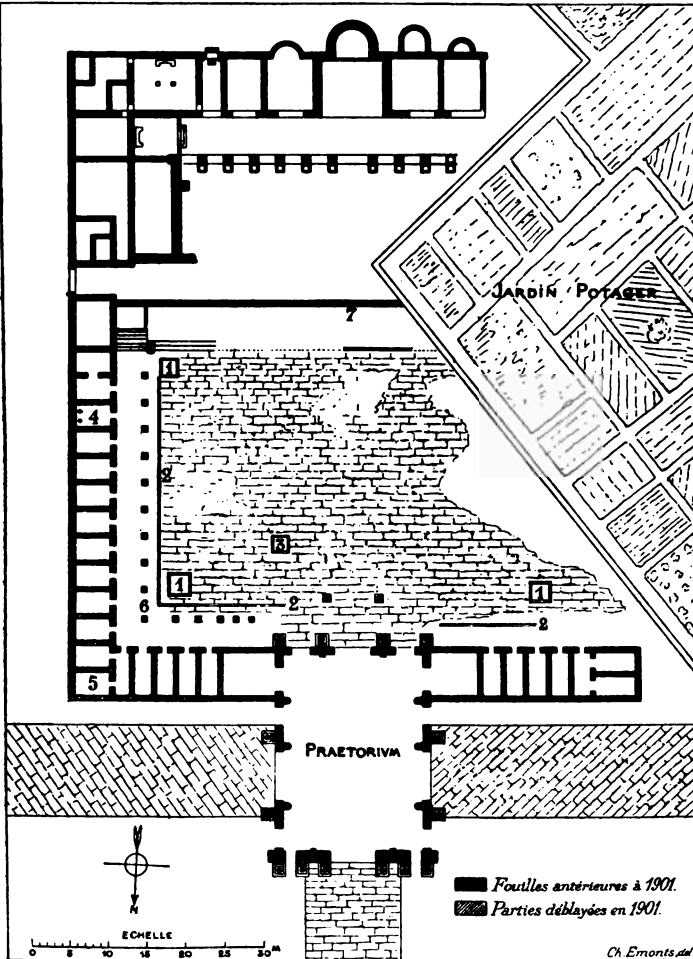 JARDIN POTAGER
7
1
4
2
3
1
1
6
2
2
5
PRAETORIVM
N
Fouilles antérieures à 1901.
Parties déblayées en 1901.
ECHELLE
0 5 10 15 20 25 30 M
Ch. Emonts, del